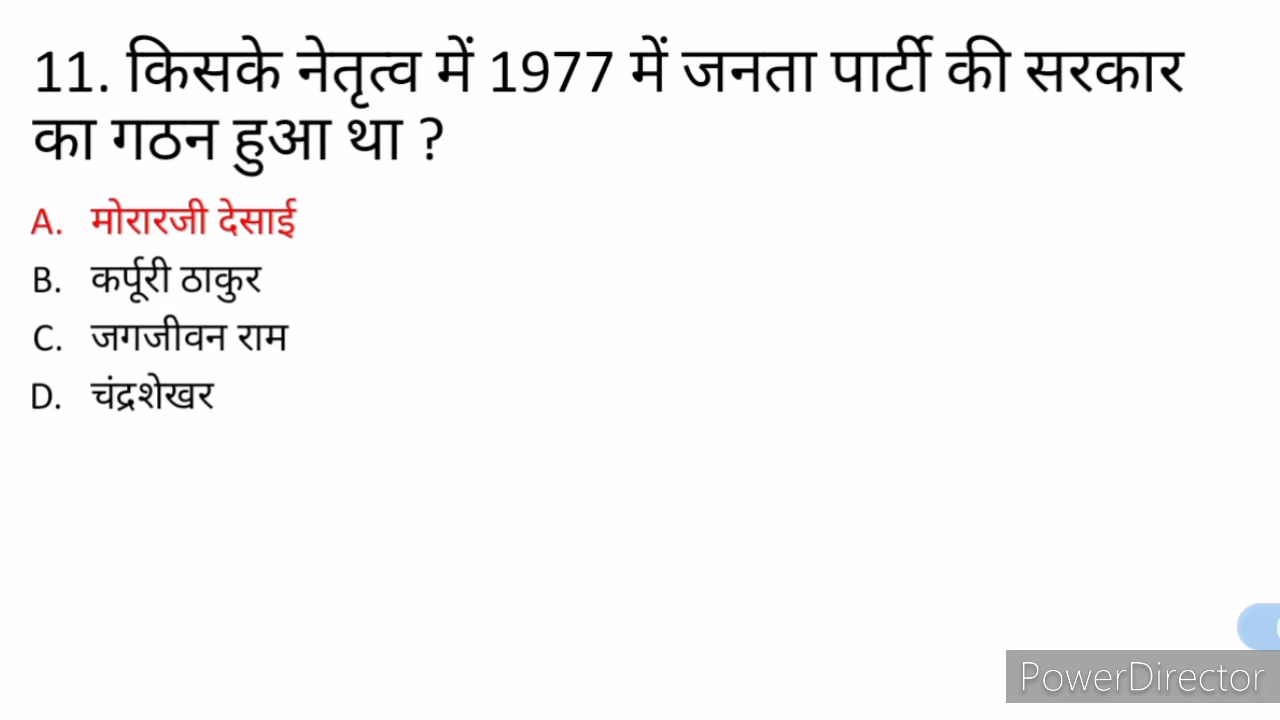 11. किसके नेतृत्व में 1977 में जनता पार्टी की सरकार
का गठन हुआ था ?
A. मोरारजी देसाई
B. कर्पूरी ठाकुर
C. जगजीवन राम
D. चंद्रशेखर
PowerDirector